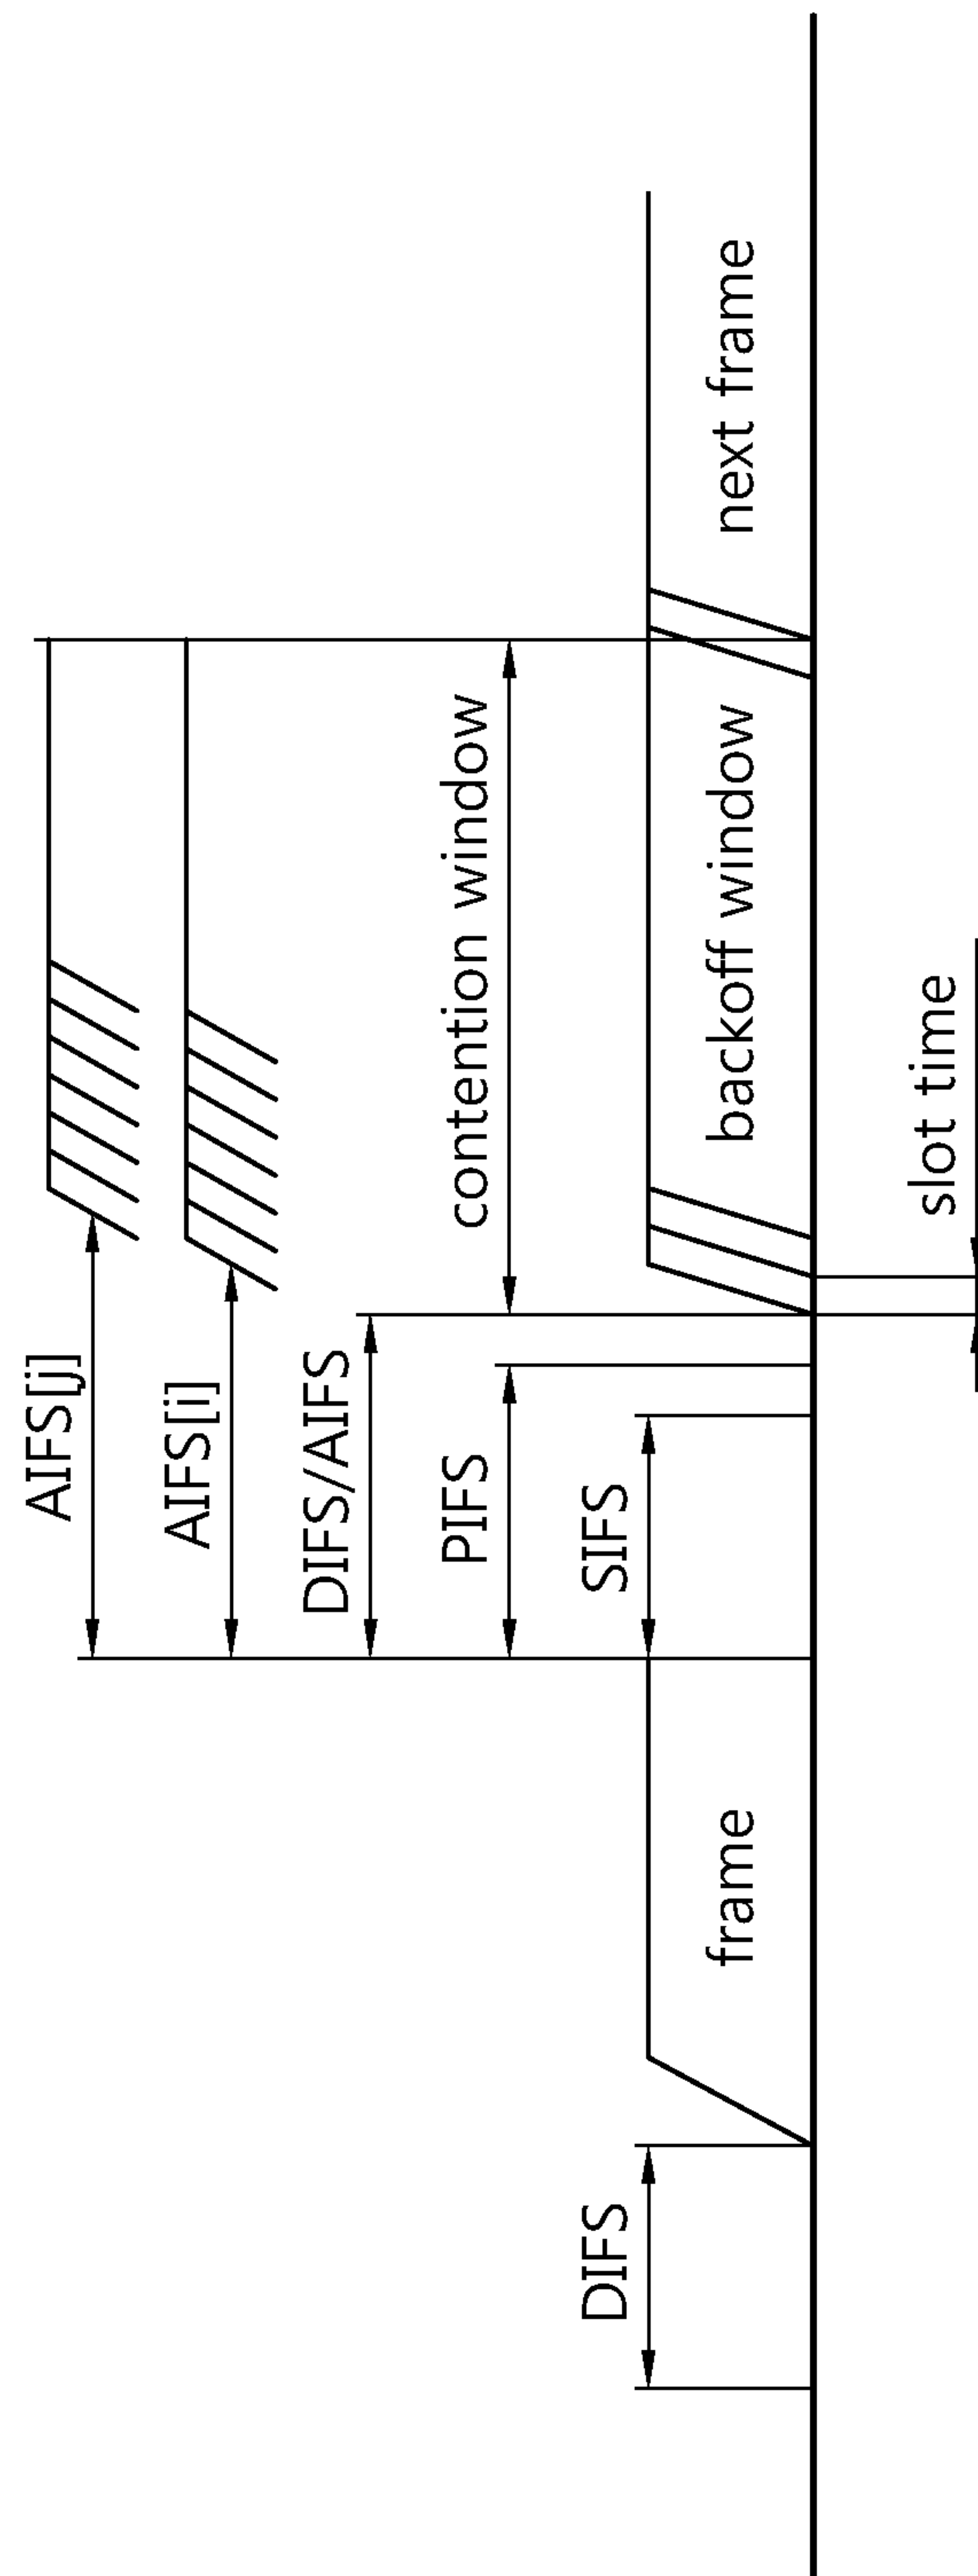 AIFS[j]
AIFS[i]
DIFS/AIFS
contention window
PIFS
DIFS
SIFS
frame
backoff window
next frame
slot time